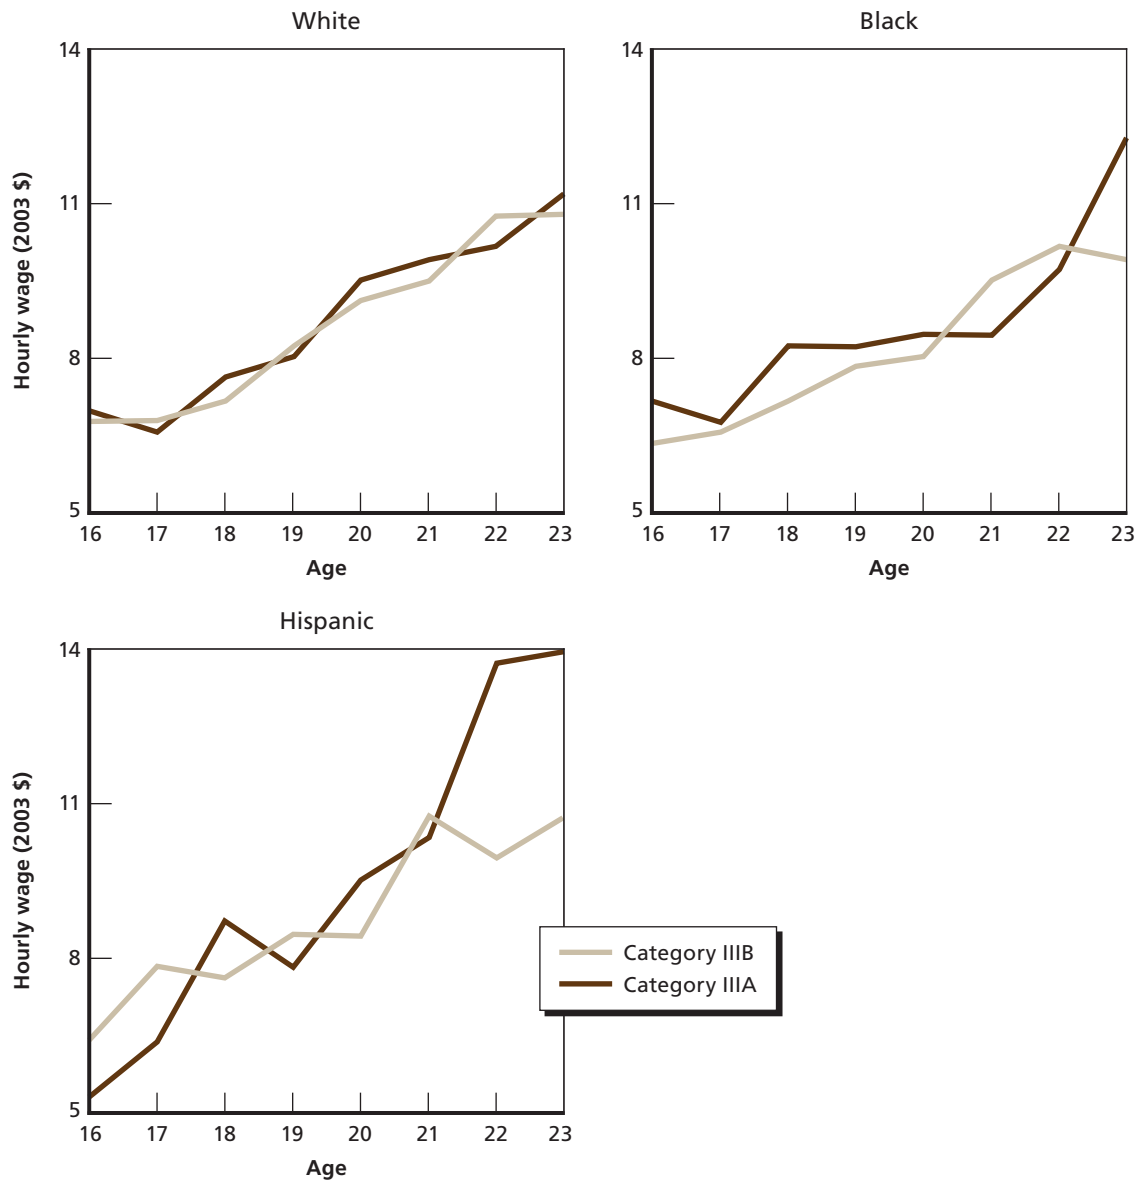 White
Black
14
11
8
5
Hourly wage (2003 $)
16 17 18 19 20 21 22 23
Age
14
11
8
5
16 17 18 19 20 21 22 23
Age
Hispanic
14
11
8
5
Hourly wage (2003 $)
16 17 18 19 20 21 22 23
Age
Category IIIB
Category IIIA